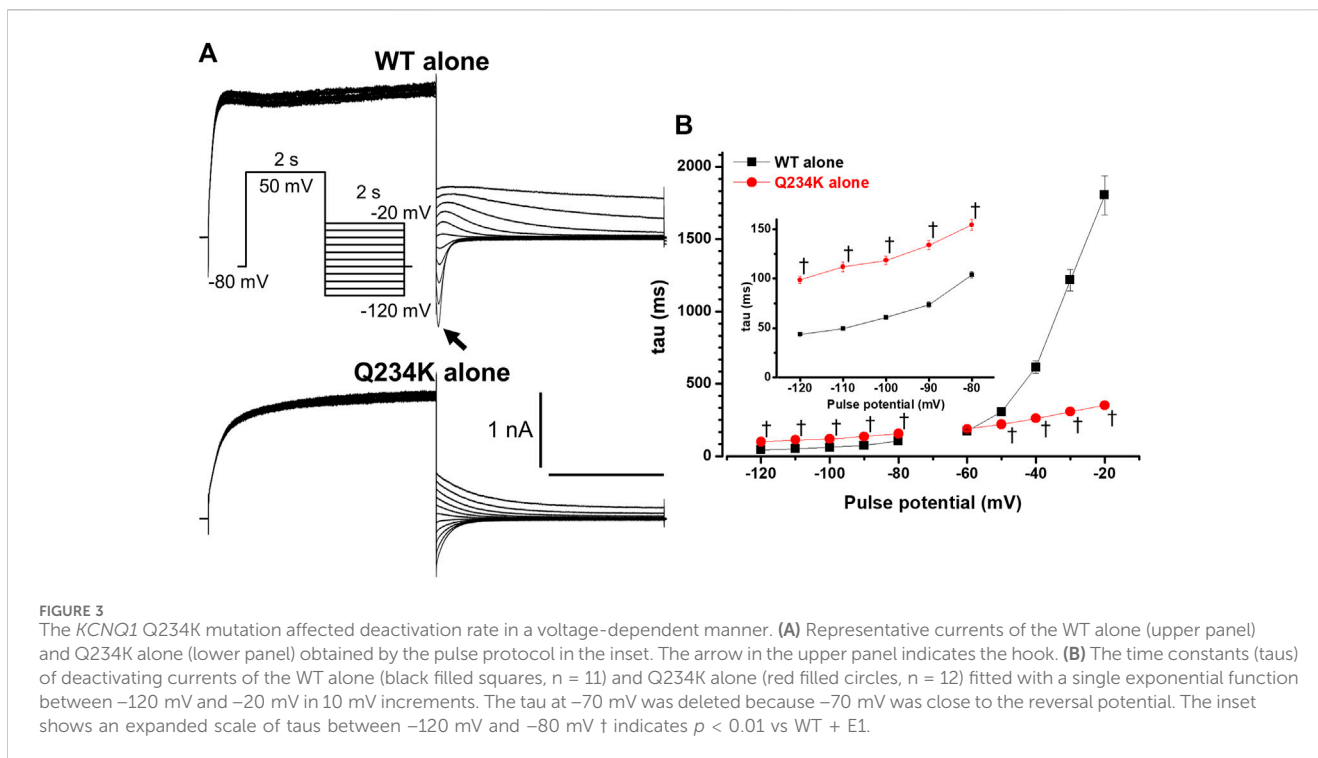 A
WT alone
2 s
50 mV
2 s
-20 mV
-80 mV
-120 mV
Q234K alone
1 nA
B
WT alone
Q234K alone
2000
1500
1000
500
0
tau (ms)
-120
-100
-80
-60
-40
-20
Pulse potential (mV)
† † † † †
† † † †
150
100
50
0
tau (ms)
-120
-110
-100
-90
-80
Pulse potential (mV)
† † † † †
FIGURE 3
The KCNQ1 Q234K mutation affected deactivation rate in a voltage-dependent manner. (A) Representative currents of the WT alone (upper panel)
and Q234K alone (lower panel) obtained by the pulse protocol in the inset. The arrow in the upper panel indicates the hook. (B) The time constants (taus)
of deactivating currents of the WT alone (black filled squares, n = 11) and Q234K alone (red filled circles, n = 12) fitted with a single exponential function
between –120 mV and –20 mV in 10 mV increments. The tau at –70 mV was deleted because –70 mV was close to the reversal potential. The inset
shows an expanded scale of taus between –120 mV and –80 mV † indicates p < 0.01 vs WT + E1.